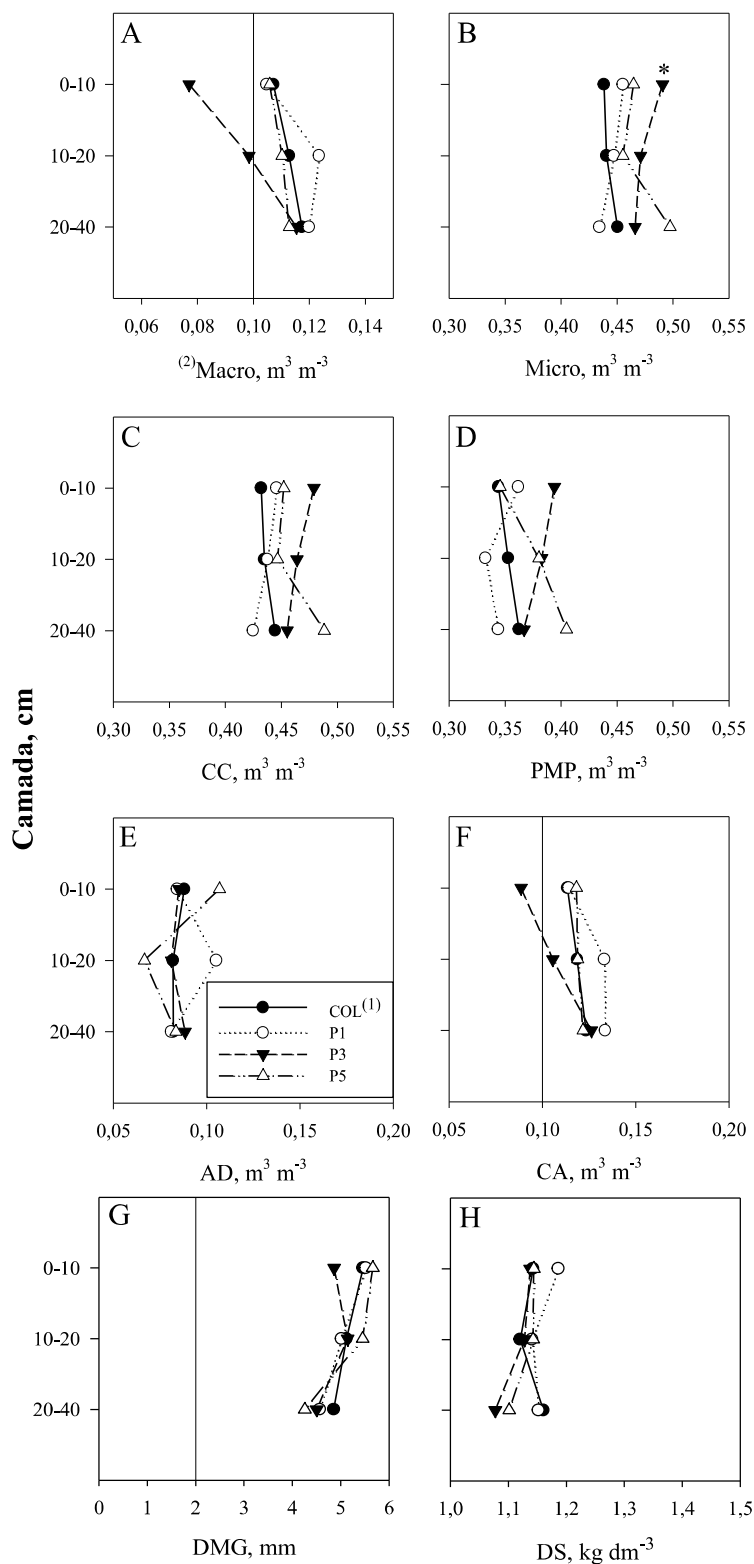 A
B
*
0-10
10-20
20-40
0,06 0,08 0,10 0,12 0,14
0,30 0,35 0,40 0,45 0,50 0,55
(2)Macro, m³ m⁻³
Micro, m³ m⁻³
C
D
0-10
10-20
20-40
0,30 0,35 0,40 0,45 0,50 0,55
0,30 0,35 0,40 0,45 0,50 0,55
CC, m³ m⁻³
PMP, m³ m⁻³
Camada, cm
E
F
0-10
10-20
20-40
COL(1)
P1
P3
P5
0,05 0,10 0,15 0,20
0,05 0,10 0,15 0,20
AD, m³ m⁻³
CA, m³ m⁻³
G
H
0-10
10-20
20-40
0 1 2 3 4 5 6
1,0 1,1 1,2 1,3 1,4 1,5
DMG, mm
DS, kg dm⁻³